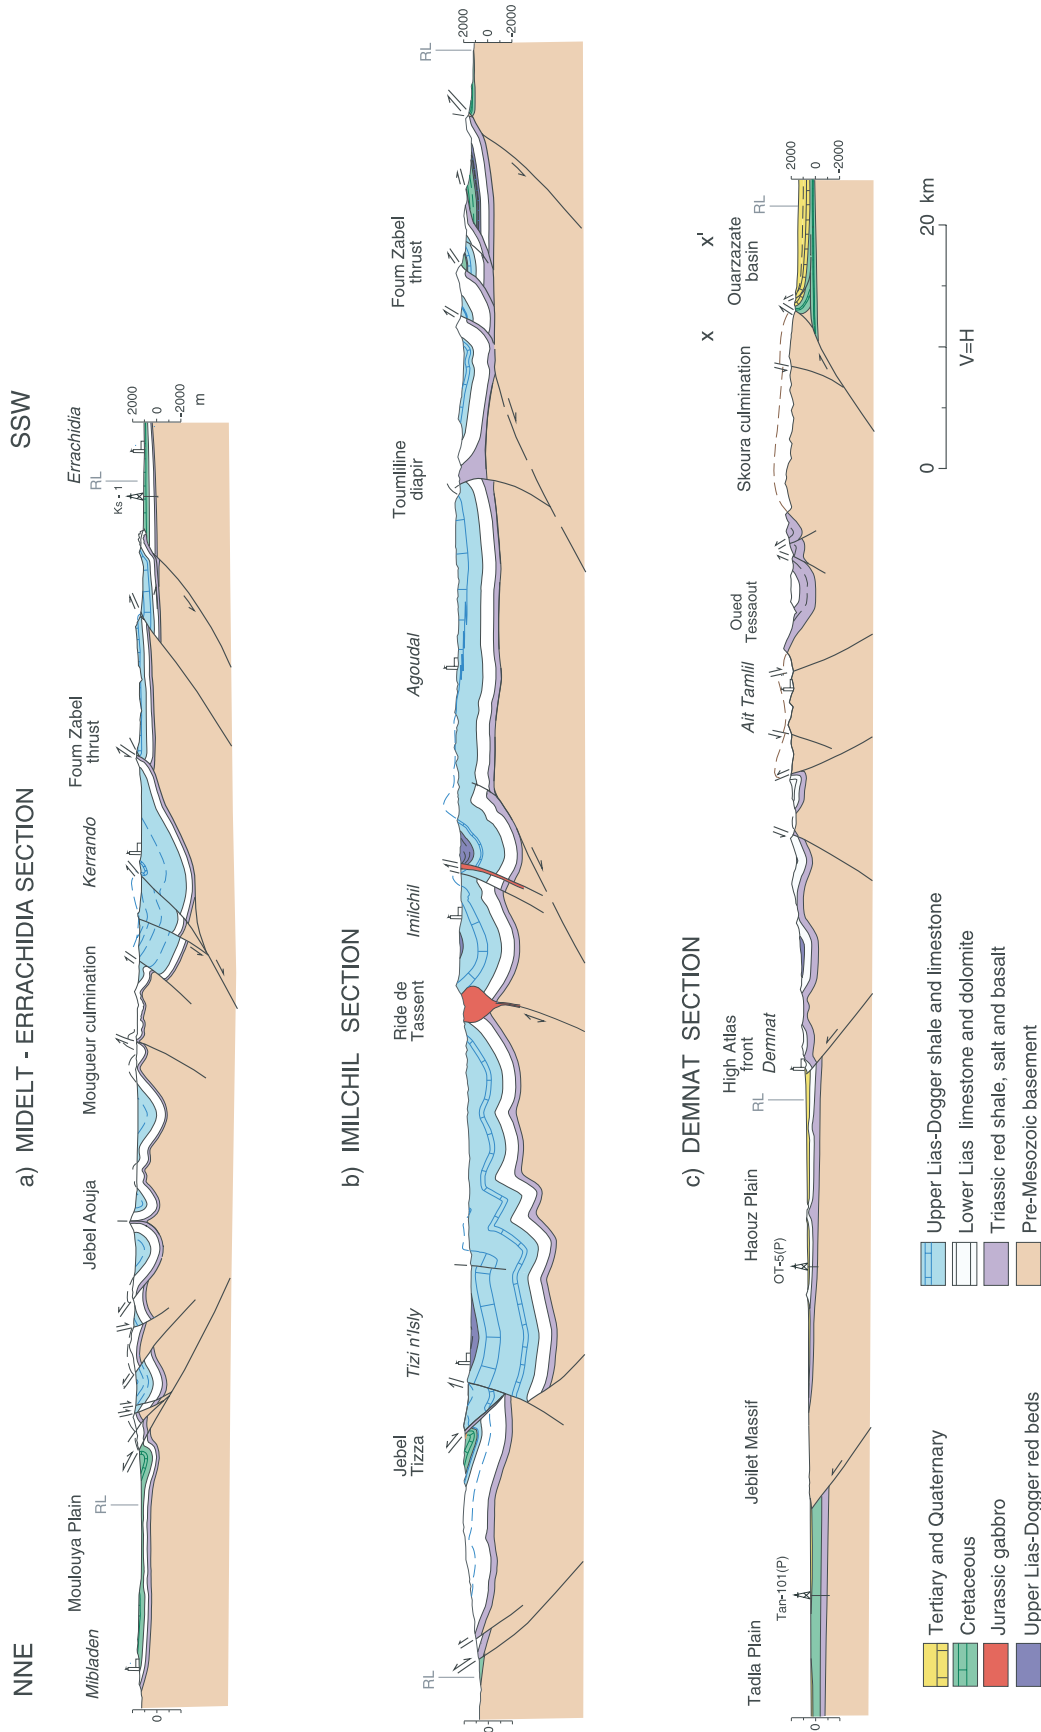 NNE
SSW
a) MIDELT - ERRACHIDIA SECTION
Mibladen
Moulouya Plain
RL
Jebel Aouja
Mougueur culmination
Kerrando
Foum Zabel
thrust
Errachidia
RL
Ks - 1
2000
0
-2000
m
0
b) IMILCHIL SECTION
RL
Jebel
Tizza
Tizi n'Isly
Ride de
Tassent
Imilchil
Agoudal
Toumliline
diapir
Foum Zabel
thrust
RL
2000
0
-2000
0
c) DEMNAT SECTION
Tadla Plain
Tan-101(P)
Jebilet Massif
Haouz Plain
OT-5(P)
RL
High Atlas
front
Demnat
Ait Tamlil
Oued
Tessaout
Skoura culmination
x
x'
Ouarzazate
basin
RL
2000
0
-2000
0
0
20 km
V=H
Tertiary and Quaternary
Cretaceous
Jurassic gabbro
Upper Lias-Dogger red beds
Upper Lias-Dogger shale and limestone
Lower Lias limestone and dolomite
Triassic red shale, salt and basalt
Pre-Mesozoic basement